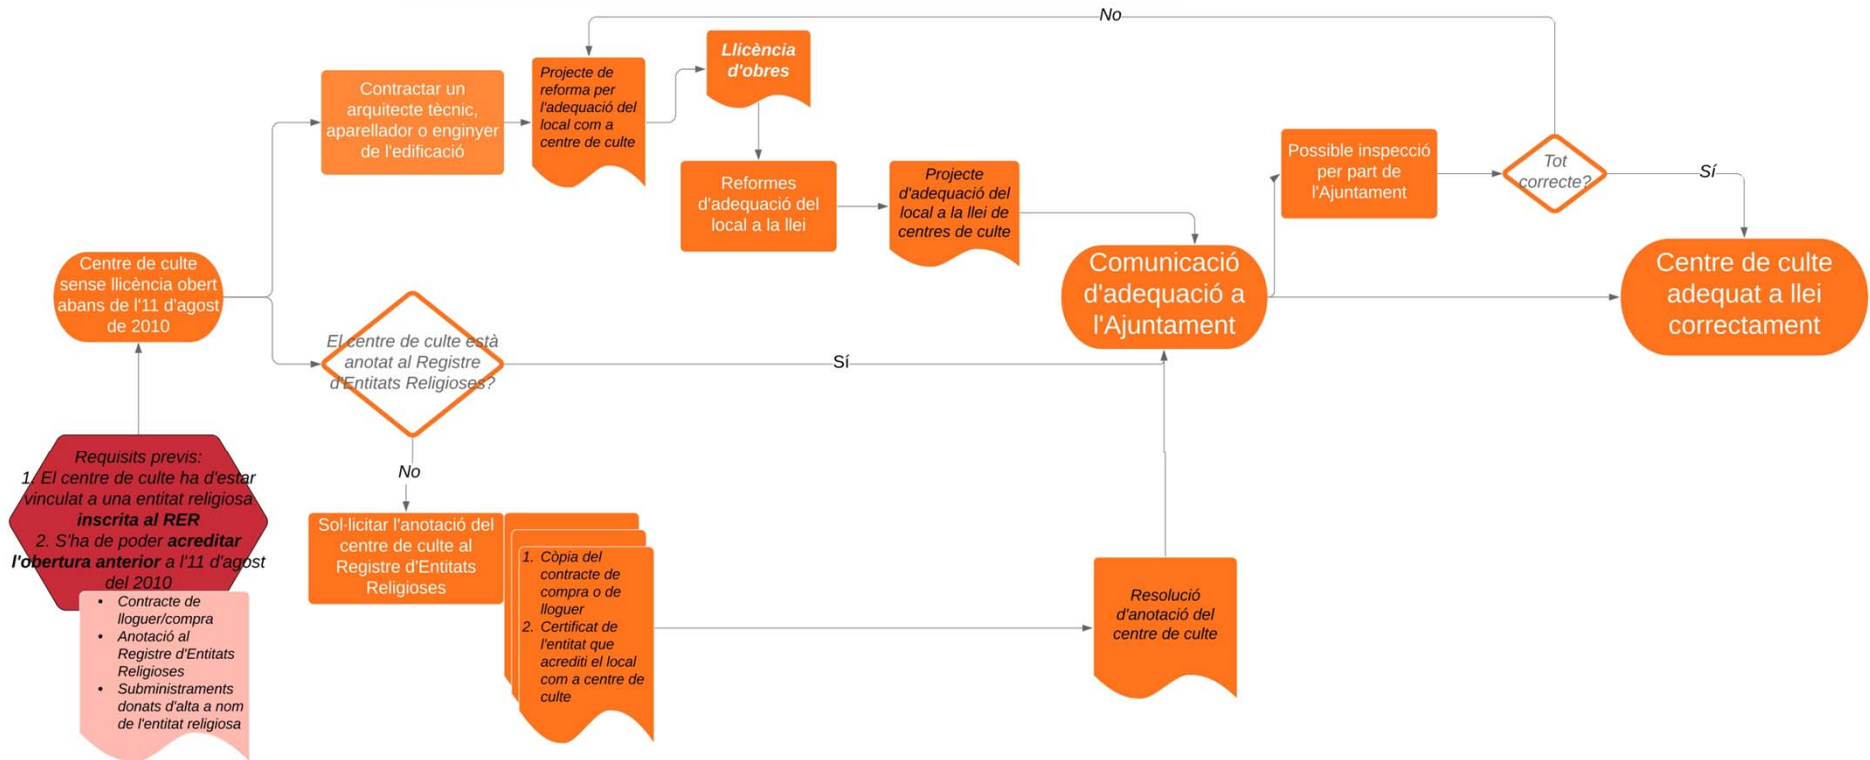 No
Llicència
d'obres
Projecte de
reforma per
l'adequació del
local com a
centre de culte
Contractar un
arquitecte tècnic,
aparellador o enginyer
de l'edificació
Possible inspecció
per part de
l'Ajuntament
Tot
correcte?
Sí
Reformes
d'adequació del
local a la llei
Projecte
d'adequació del
local a la llei de
centres de culte
Centre de culte
sense llicència obert
abans de l'11 d'agost
de 2010
Comunicació
d'adequació a
l'Ajuntament
Centre de culte
adequat a llei
correctament
El centre de culte està
anotat al Registre
d'Entitats Religioses?
Sí
No
Requisits previs:
1. El centre de culte ha d'estar
vinculat a una entitat religiosa
inscrita al RER
2. S'ha de poder acreditar
l'obertura anterior a l'11 d'agost
del 2010
• Contracte de
lloguer/compra
• Anotació al
Registre d'Entitats
Religioses
• Subministraments
donats d'alta a nom
de l'entitat religiosa
Sol·licitar l'anotació del
centre de culte al
Registre d'Entitats
Religioses
1. Còpia del
contracte de
compra o de
lloguer
2. Certificat de
l'entitat que
acrediti el local
com a centre de
culte
Resolució
d'anotació del
centre de culte